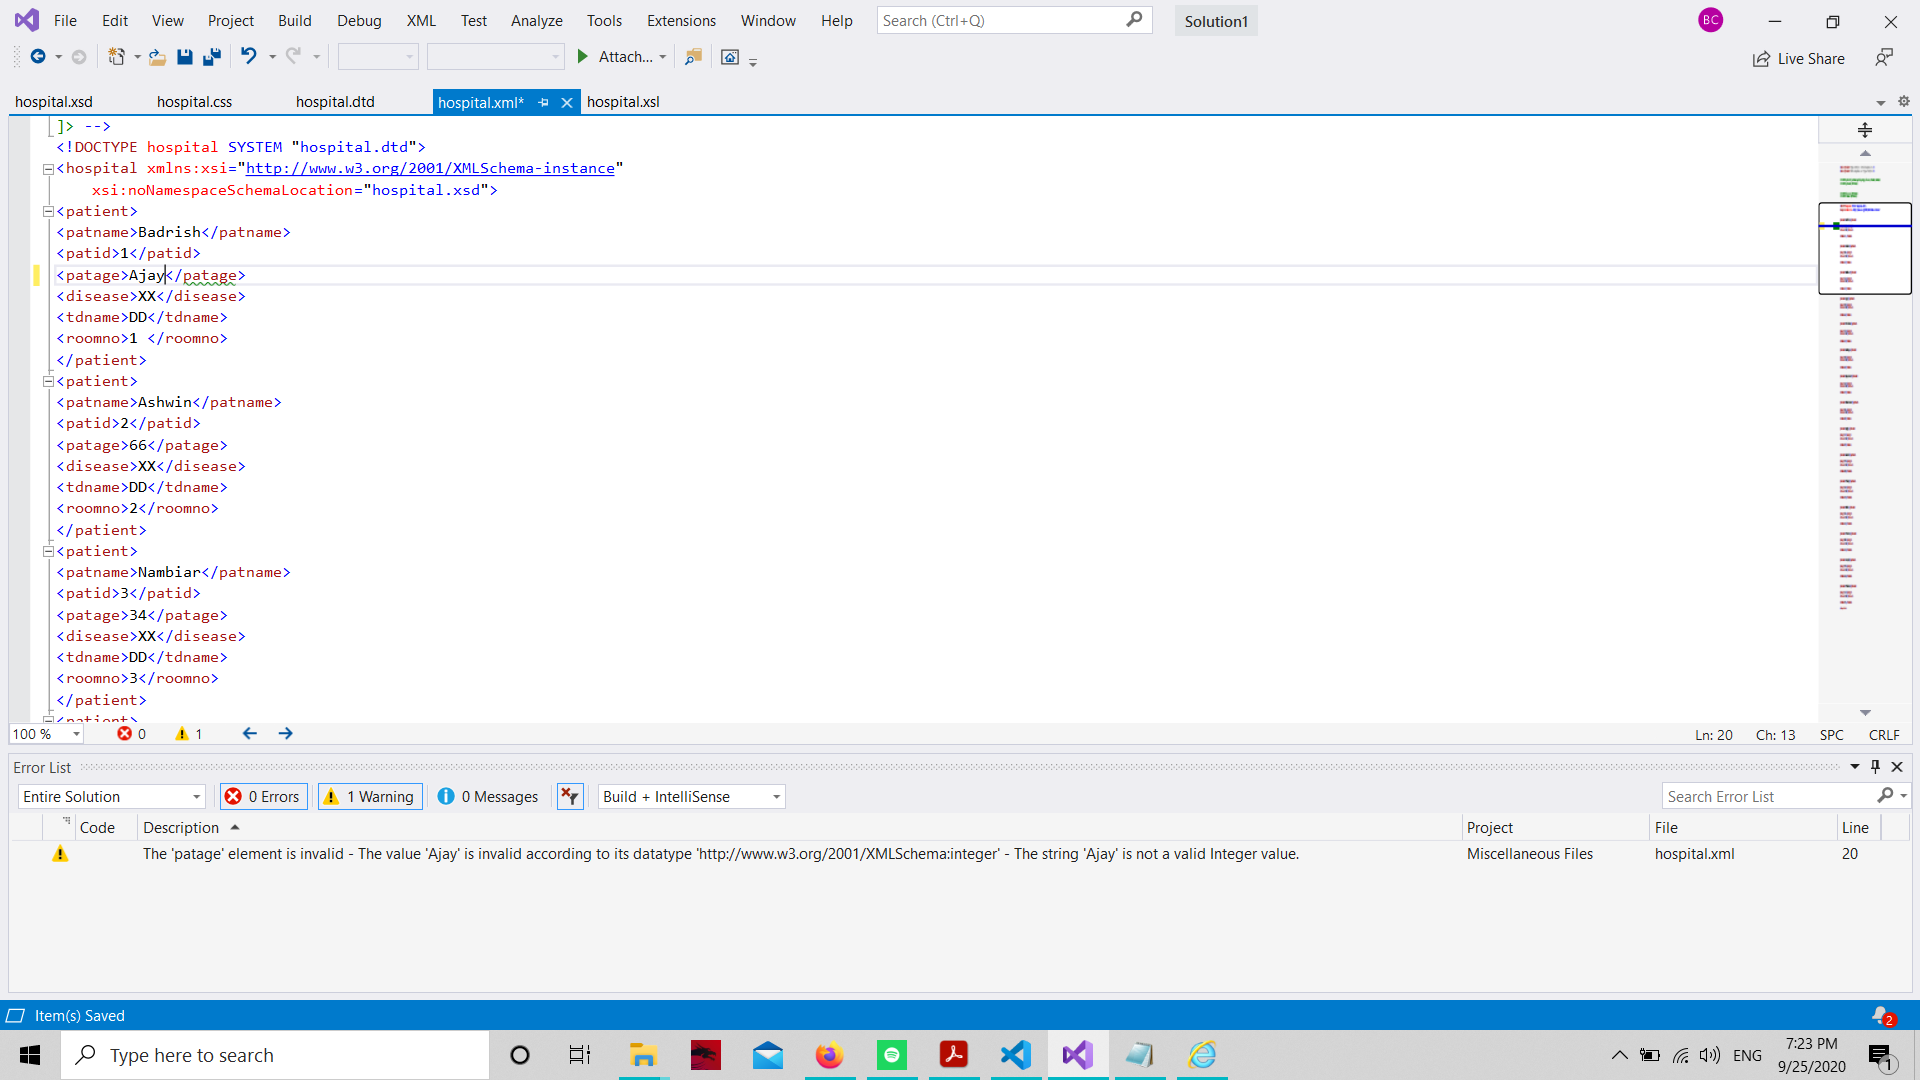 File Edit View Project Build Debug XML Test Analyze Tools Extensions Window Help Search (Ctrl+Q) Solution1 BC
Attach... Live Share
hospital.xsd hospital.css hospital.dtd hospital.xml* hospital.xsl
]> -->
<!DOCTYPE hospital SYSTEM "hospital.dtd">
<hospital xmlns:xsi="http://www.w3.org/2001/XMLSchema-instance"
xsi:noNamespaceSchemaLocation="hospital.xsd">
<patient>
<patname>Badrish</patname>
<patid>1</patid>
<patage>Ajay</patage>
<disease>XX</disease>
<tdname>DD</tdname>
<roomno>1 </roomno>
</patient>
<patient>
<patname>Ashwin</patname>
<patid>2</patid>
<patage>66</patage>
<disease>XX</disease>
<tdname>DD</tdname>
<roomno>2</roomno>
</patient>
<patient>
<patname>Nambiar</patname>
<patid>3</patid>
<patage>34</patage>
<disease>XX</disease>
<tdname>DD</tdname>
<roomno>3</roomno>
</patient>
<patient>
100 % 0 1 Ln: 20 Ch: 13 SPC CRLF
Error List
Entire Solution 0 Errors 1 Warning 0 Messages Build + IntelliSense Search Error List
Code Description Project File Line
The 'patage' element is invalid - The value 'Ajay' is invalid according to its datatype 'http://www.w3.org/2001/XMLSchema:integer' - The string 'Ajay' is not a valid Integer value. Miscellaneous Files hospital.xml 20
Item(s) Saved 2
Type here to search ENG 7:23 PM
9/25/2020 1